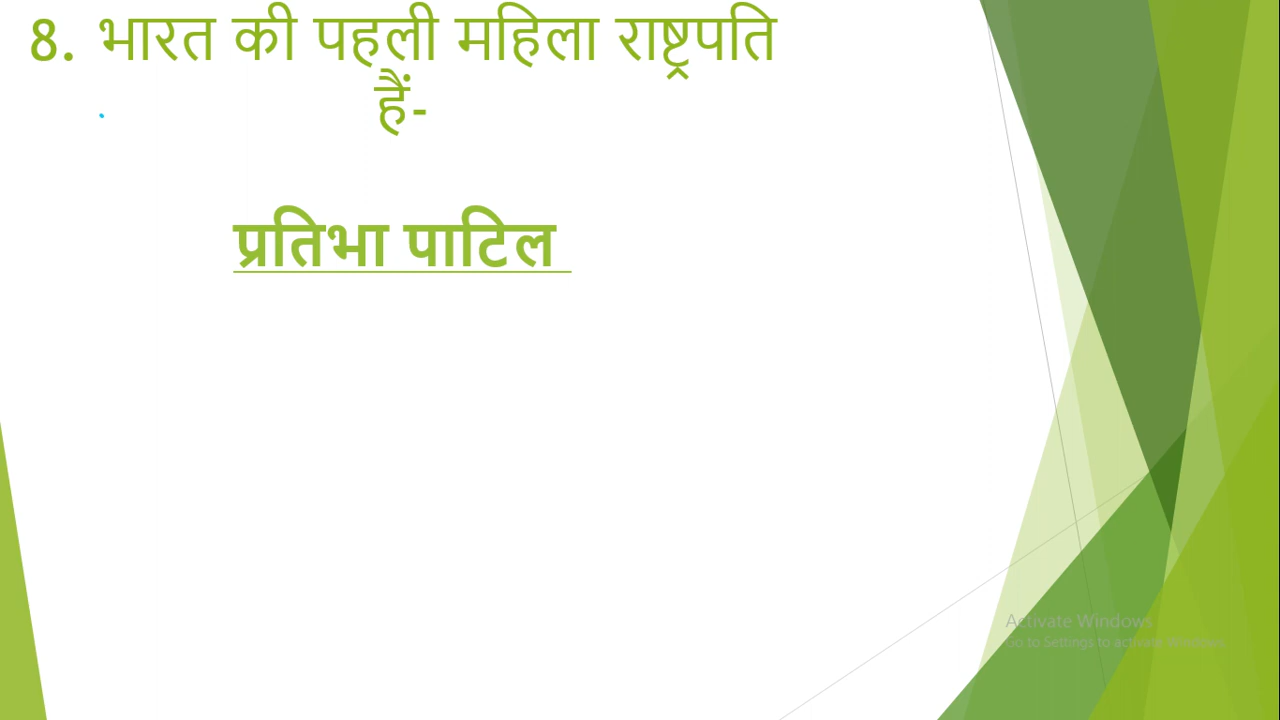 8. भारत की पहली महिला राष्ट्रपति
हैं-
प्रतिभा पाटिल
Activate Windows
Go to Settings to activate Windows.